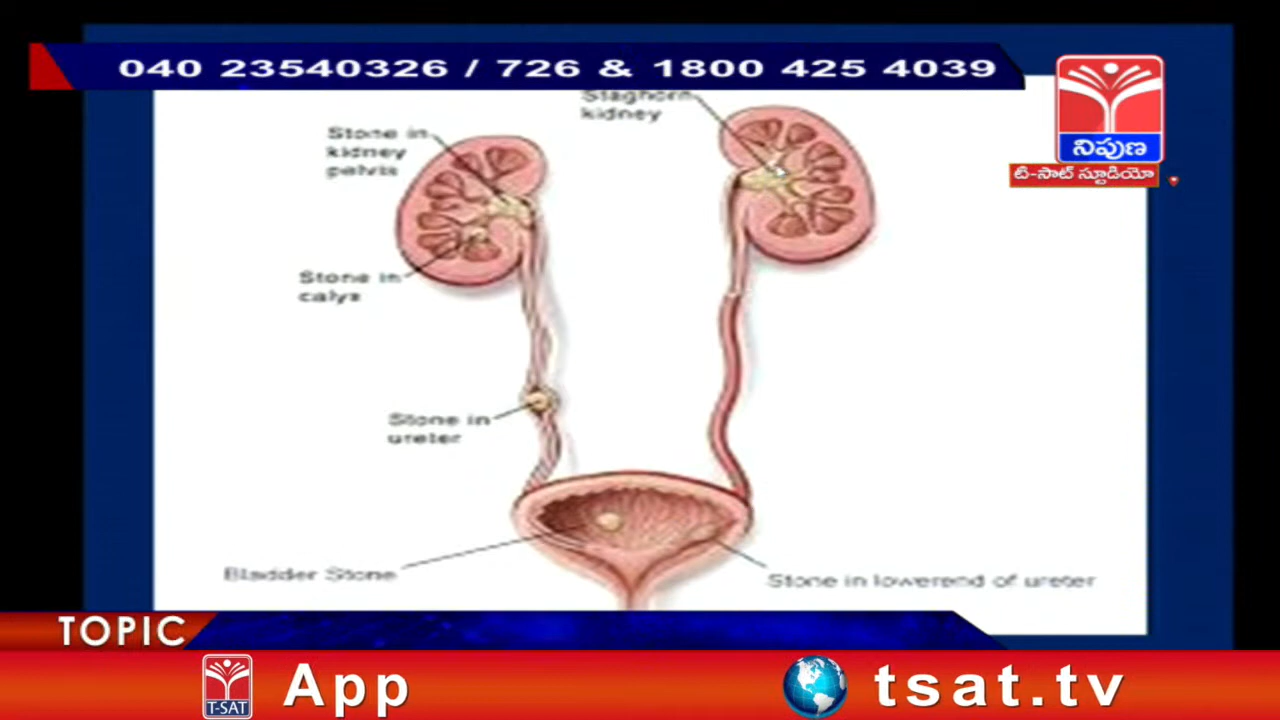 040 23540326 / 726 & 1800 425 4039
నిపుణ
టి-సాట్ స్టూడియో
Staghorn
kidney
Stone in
kidney
pelvis
Stone in
calyx
Stone in
ureter
Bladder Stone
Stone in lowerend of ureter
TOPIC
T-SAT
App
tsat.tv